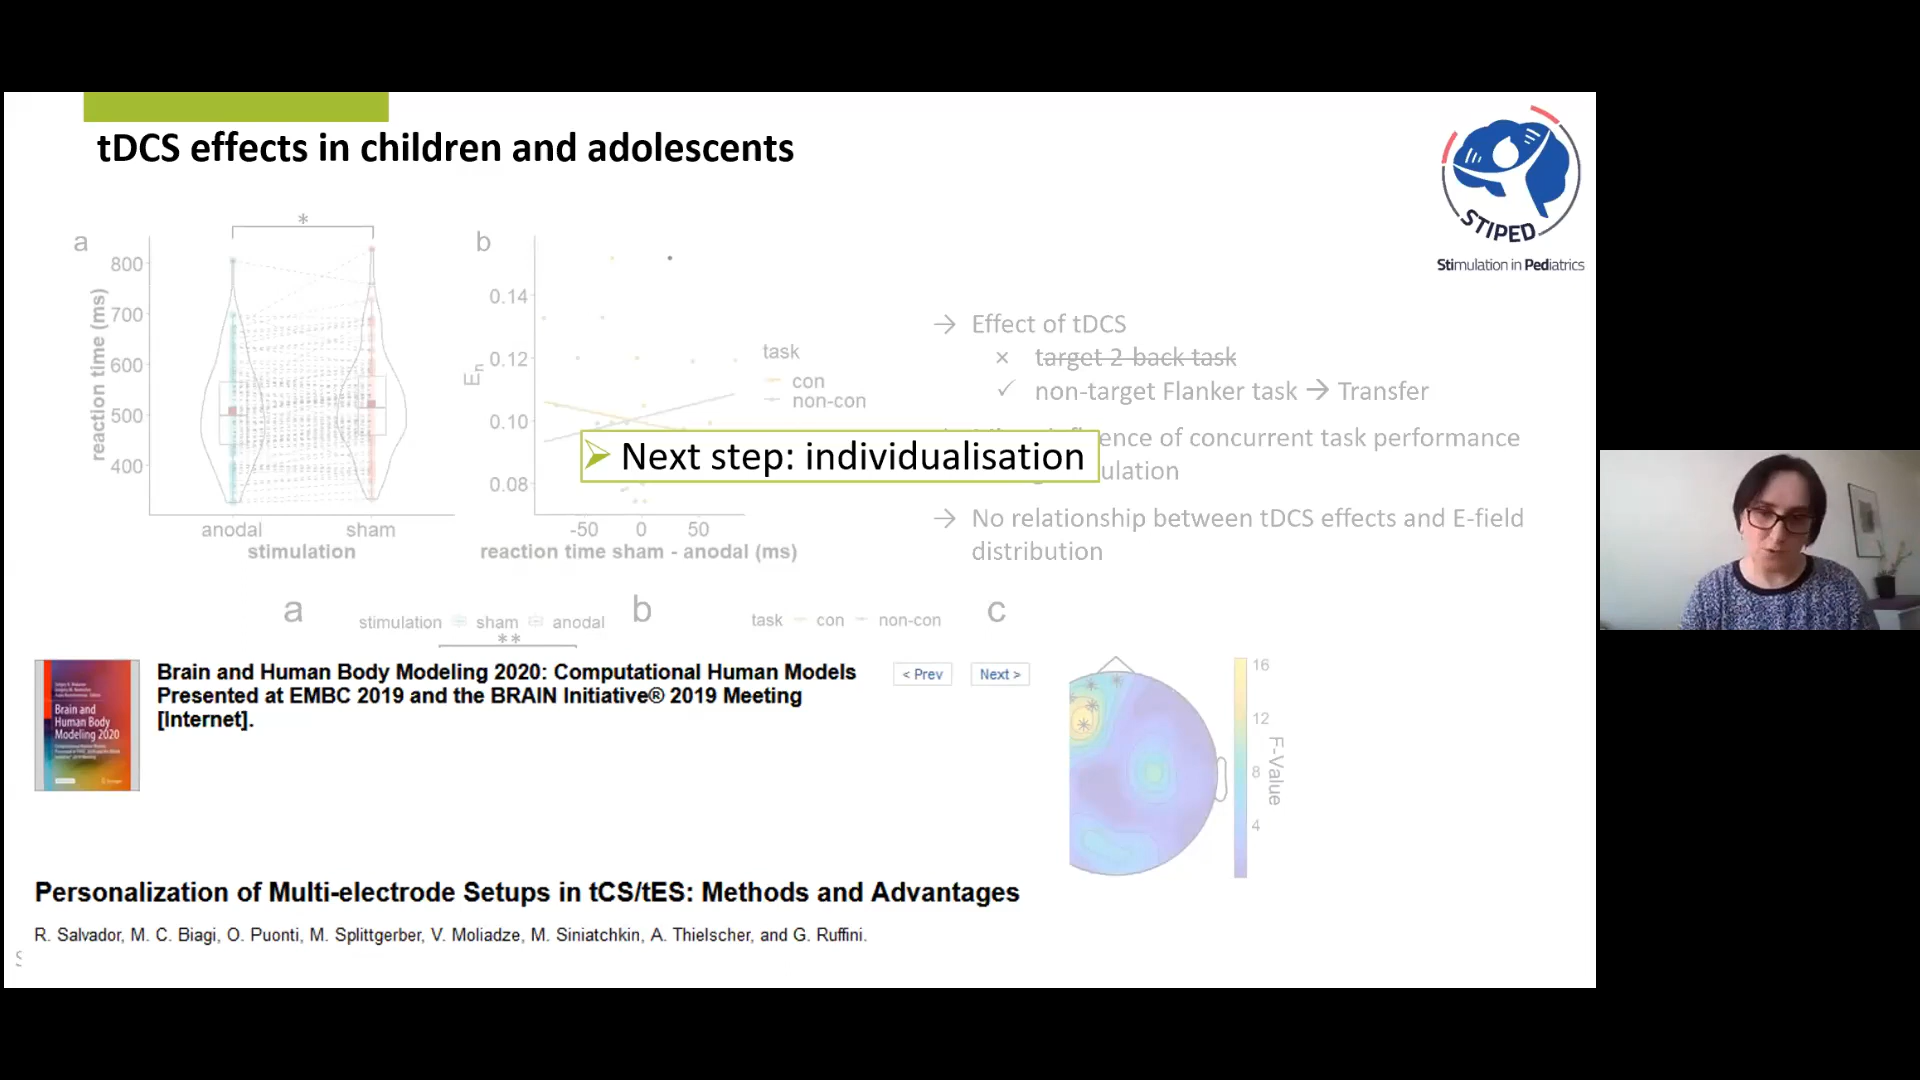 tDCS effects in children and adolescents
STIPED
Stimulation in Pediatrics
a
*
800
700
600
500
400
reaction time (ms)
anodal
sham
stimulation
b
0.14
0.12
0.10
0.08
En
-50
0
50
reaction time sham - anodal (ms)
task
con
non-con
→ Effect of tDCS
× target 2-back task
✓ non-target Flanker task → Transfer
ence of concurrent task performance
ulation
→ No relationship between tDCS effects and E-field
distribution
➢ Next step: individualisation
a
stimulation sham anodal
**
b
task con non-con
c
Brain and Human Body Modeling 2020: Computational Human Models
Presented at EMBC 2019 and the BRAIN Initiative® 2019 Meeting
[Internet].
< Prev
Next >
Brain and
Human Body
Modeling 2020
16
12
8
4
F-Value
Personalization of Multi-electrode Setups in tCS/tES: Methods and Advantages
R. Salvador, M. C. Biagi, O. Puonti, M. Splittgerber, V. Moliadze, M. Siniatchkin, A. Thielscher, and G. Ruffini.